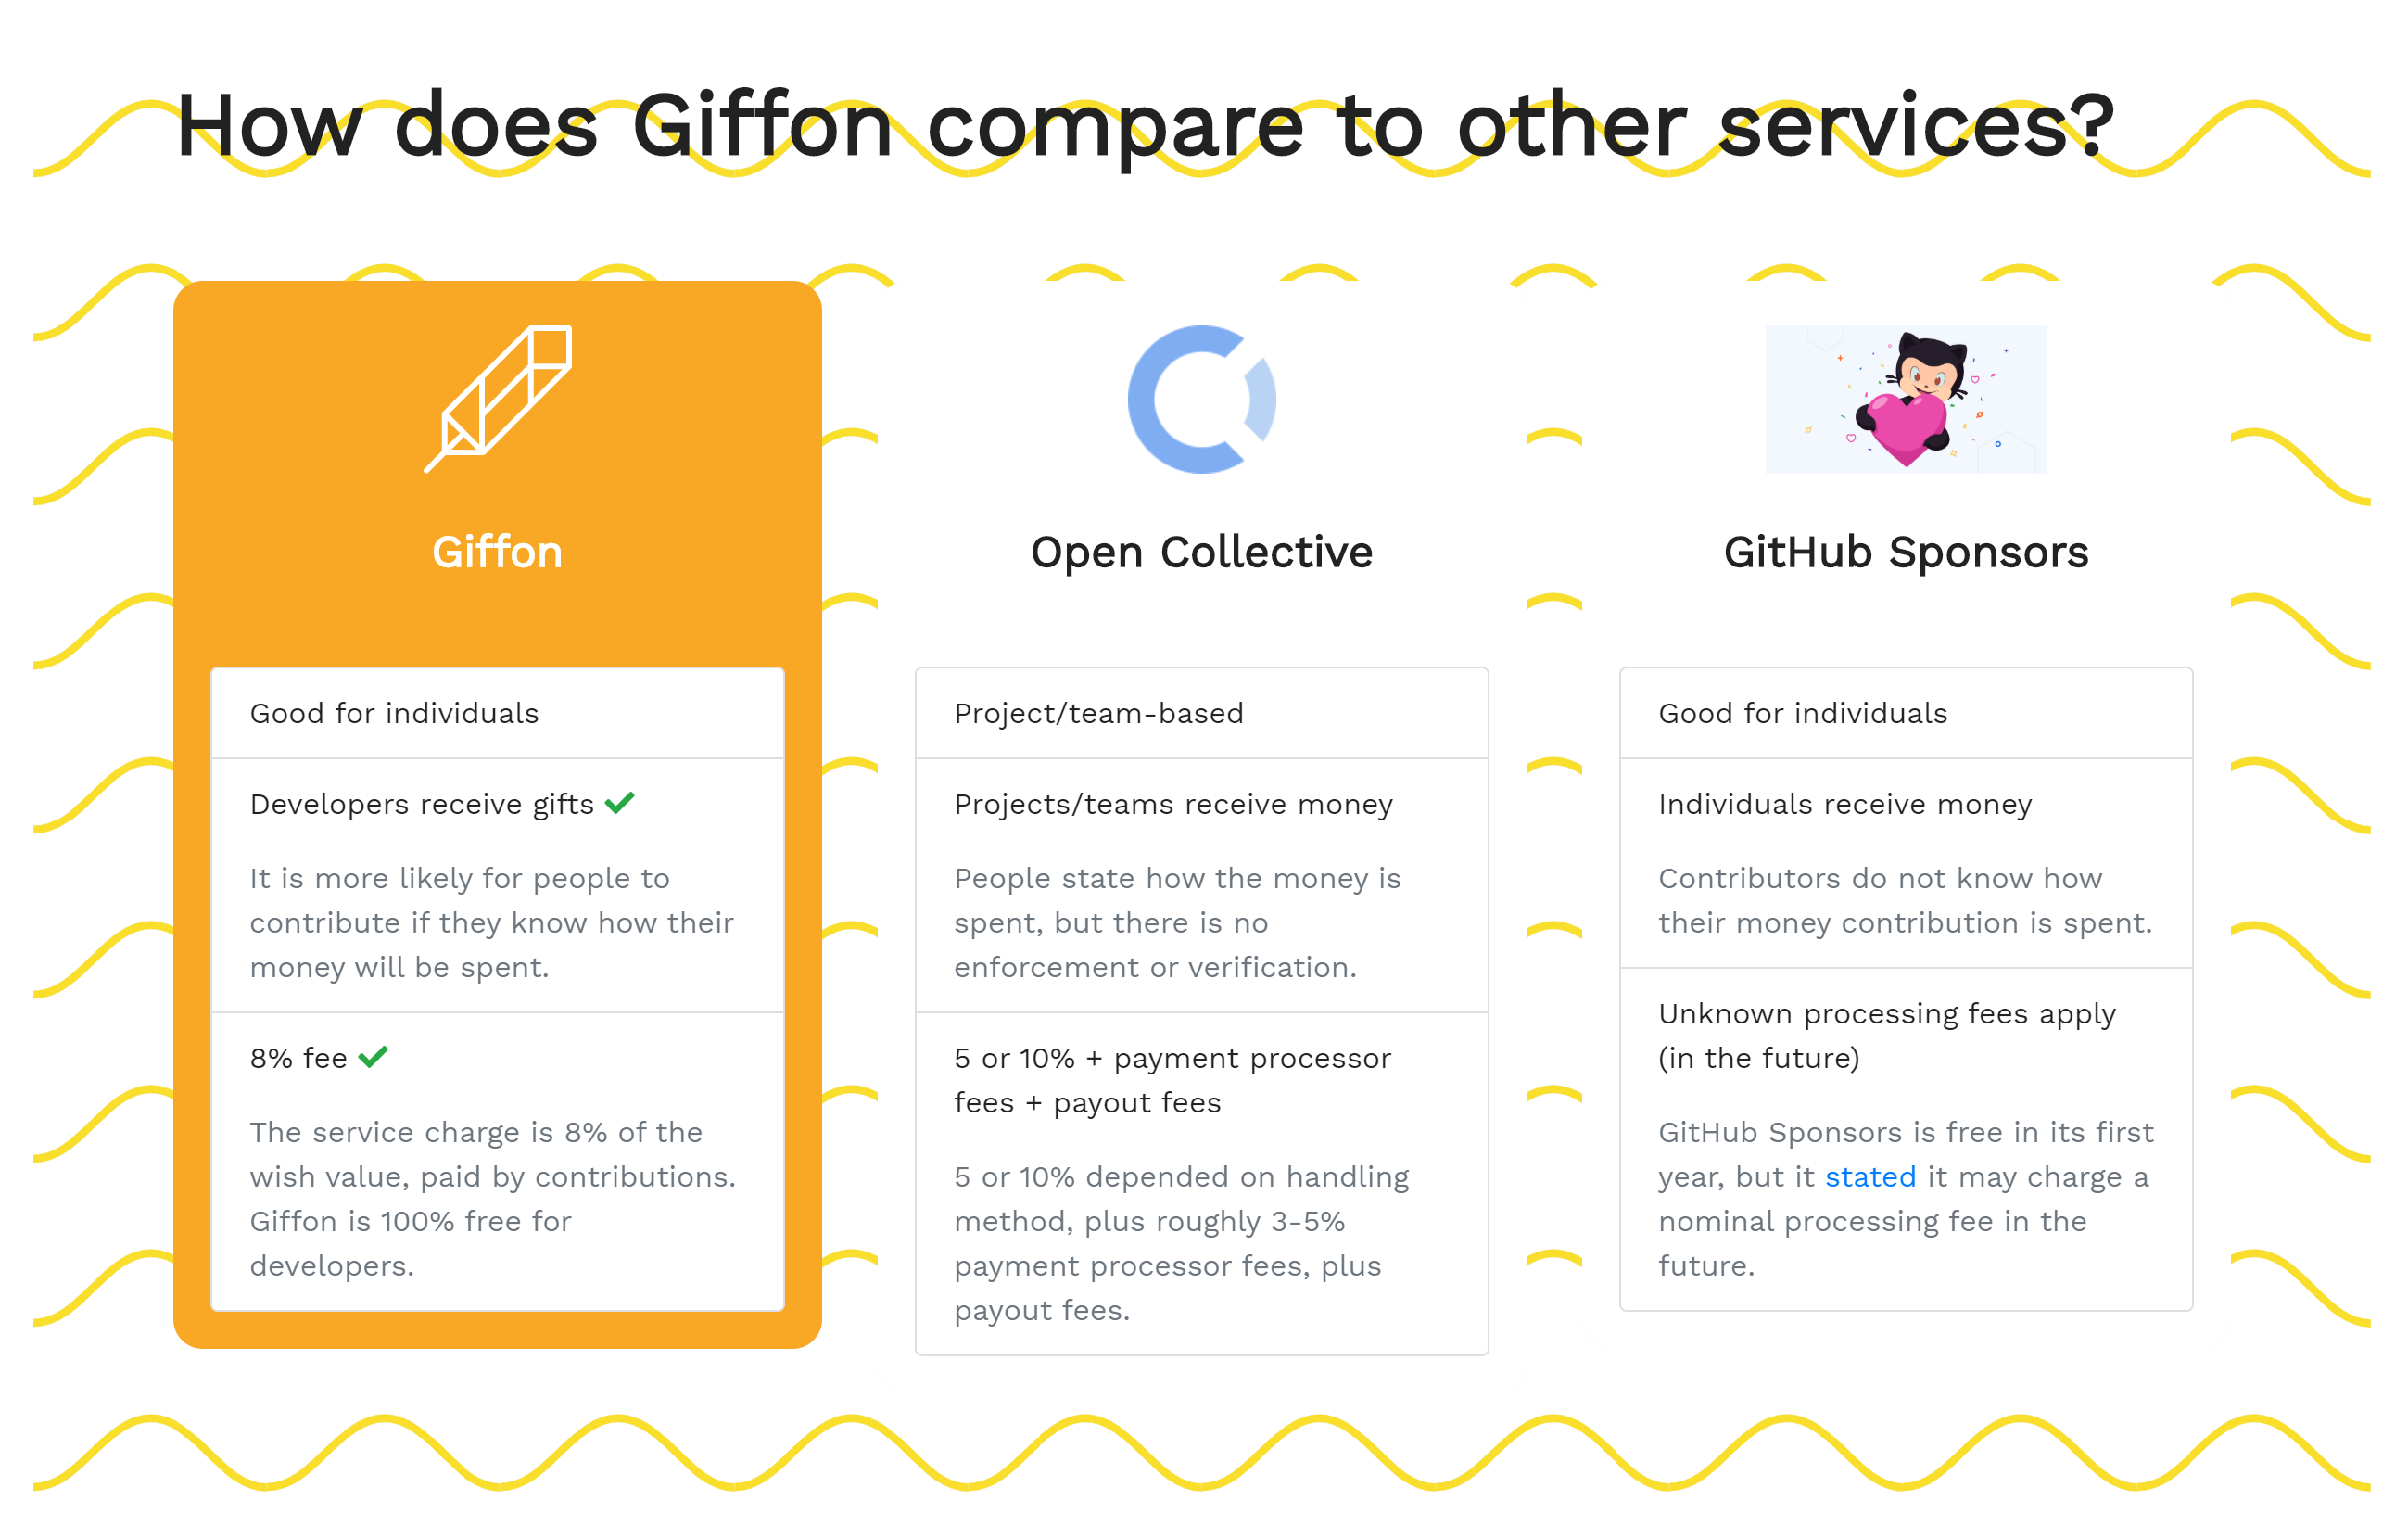 How does Giffon compare to other services?
Giffon
Good for individuals
Developers receive gifts
It is more likely for people to
contribute if they know how their
money will be spent.
8% fee
The service charge is 8% of the
wish value, paid by contributions.
Giffon is 100% free for
developers.
Open Collective
Project/team-based
Projects/teams receive money
People state how the money is
spent, but there is no
enforcement or verification.
5 or 10% + payment processor
fees + payout fees
5 or 10% depended on handling
method, plus roughly 3-5%
payment processor fees, plus
payout fees.
GitHub Sponsors
Good for individuals
Individuals receive money
Contributors do not know how
their money contribution is spent.
Unknown processing fees apply
(in the future)
GitHub Sponsors is free in its first
year, but it stated it may charge a
nominal processing fee in the
future.